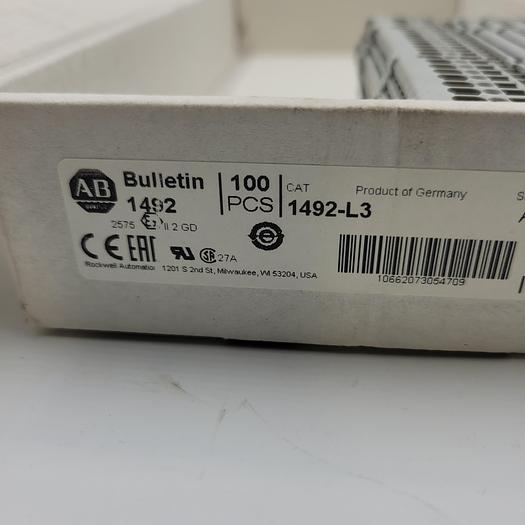 AB
Bulletin
1492
100
PCS
CAT
1492-L3
Product of Germany
2575 Ex II 2 GD
CE EAC
27A
Rockwell Automation 1201 S 2nd St, Milwaukee, WI 53204, USA
10662073054709